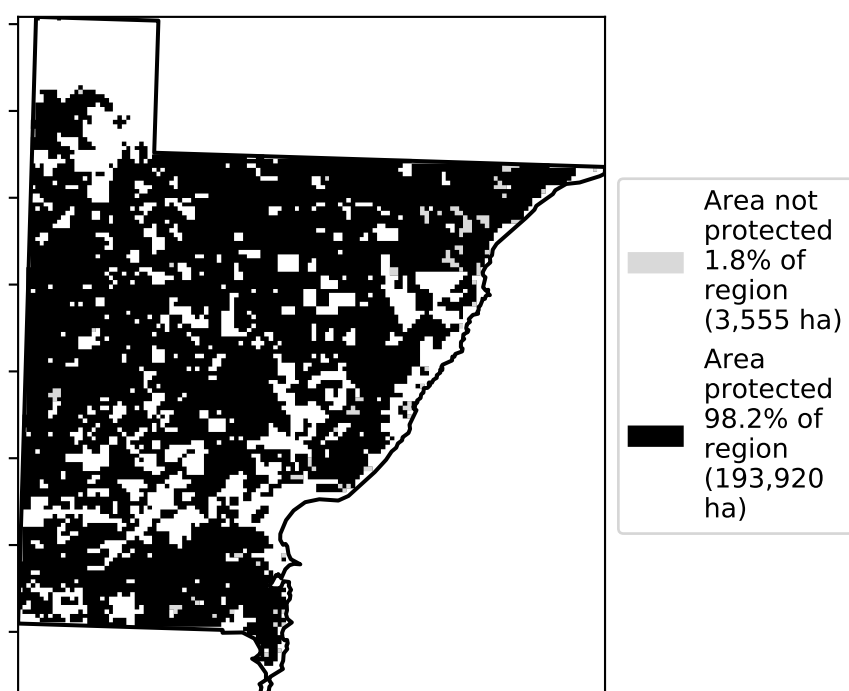 Area not
protected
1.8% of
region
(3,555 ha)
Area
protected
98.2% of
region
(193,920
ha)